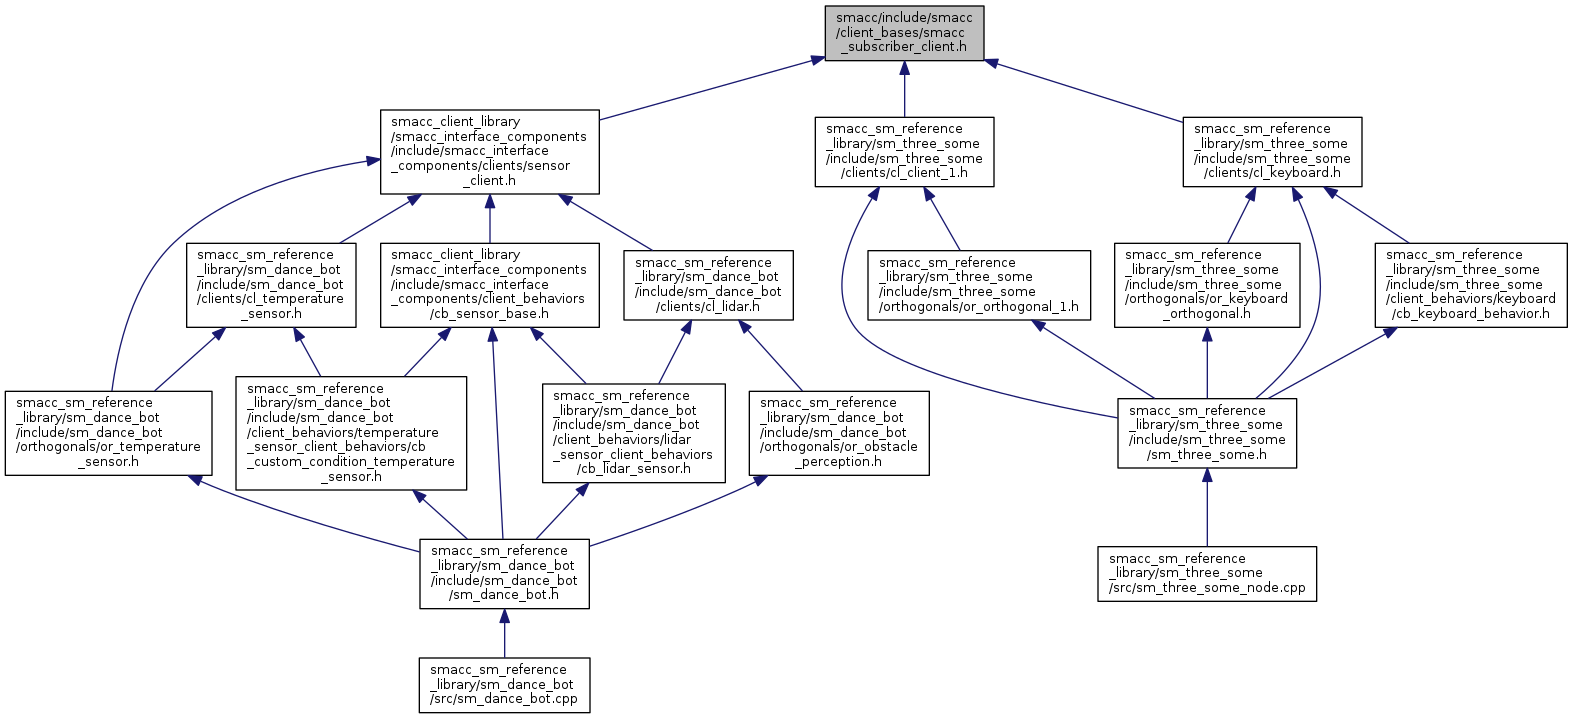 smacc/include/smacc
/client_bases/smacc
_subscriber_client.h
smacc_client_library
/smacc_interface_components
/include/smacc_interface
_components/clients/sensor
_client.h
smacc_sm_reference
_library/sm_three_some
/include/sm_three_some
/clients/cl_client_1.h
smacc_sm_reference
_library/sm_three_some
/include/sm_three_some
/clients/cl_keyboard.h
smacc_sm_reference
_library/sm_dance_bot
/include/sm_dance_bot
/clients/cl_temperature
_sensor.h
smacc_client_library
/smacc_interface_components
/include/smacc_interface
_components/client_behaviors
/cb_sensor_base.h
smacc_sm_reference
_library/sm_dance_bot
/include/sm_dance_bot
/clients/cl_lidar.h
smacc_sm_reference
_library/sm_three_some
/include/sm_three_some
/orthogonals/or_orthogonal_1.h
smacc_sm_reference
_library/sm_three_some
/include/sm_three_some
/orthogonals/or_keyboard
_orthogonal.h
smacc_sm_reference
_library/sm_three_some
/include/sm_three_some
/client_behaviors/keyboard
/cb_keyboard_behavior.h
smacc_sm_reference
_library/sm_dance_bot
/include/sm_dance_bot
/orthogonals/or_temperature
_sensor.h
smacc_sm_reference
_library/sm_dance_bot
/include/sm_dance_bot
/client_behaviors/temperature
_sensor_client_behaviors/cb
_custom_condition_temperature
_sensor.h
smacc_sm_reference
_library/sm_dance_bot
/include/sm_dance_bot
/client_behaviors/lidar
_sensor_client_behaviors
/cb_lidar_sensor.h
smacc_sm_reference
_library/sm_dance_bot
/include/sm_dance_bot
/orthogonals/or_obstacle
_perception.h
smacc_sm_reference
_library/sm_three_some
/include/sm_three_some
/sm_three_some.h
smacc_sm_reference
_library/sm_dance_bot
/include/sm_dance_bot
/sm_dance_bot.h
smacc_sm_reference
_library/sm_three_some
/src/sm_three_some_node.cpp
smacc_sm_reference
_library/sm_dance_bot
/src/sm_dance_bot.cpp